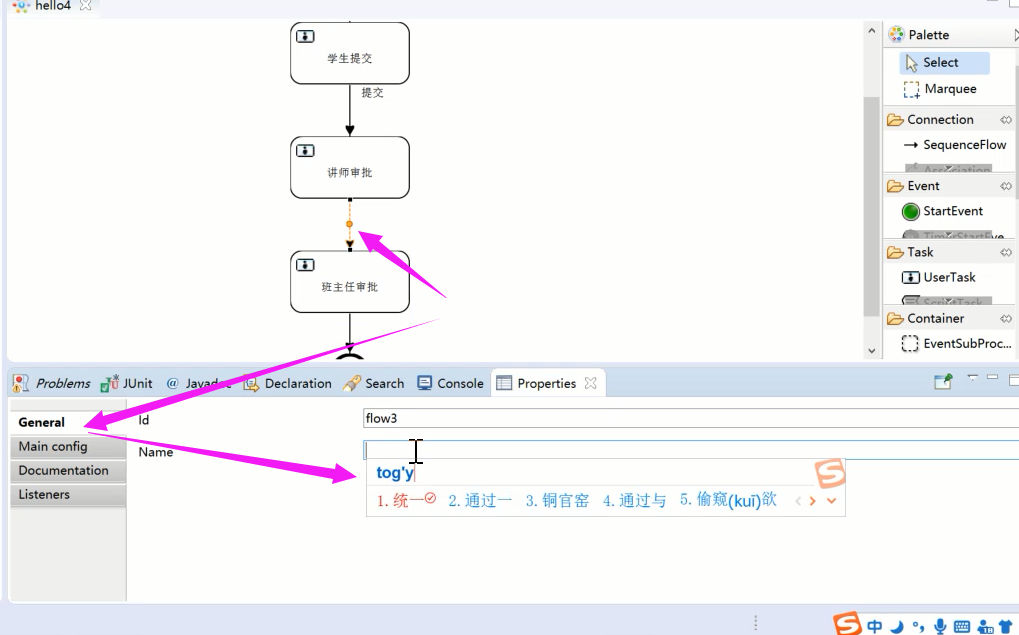 hello4
学生提交
提交
讲师审批
班主任审批
Palette
Select
Marquee
Connection
SequenceFlow
Association
Event
StartEvent
TimerStartEve
Task
UserTask
ScriptTask
Container
EventSubProc...
Problems JUnit @ Javadoc Declaration Search Console Properties
General
Main config
Documentation
Listeners
Id flow3
Name
tog'y
1.统一 2.通过一 3.铜官窑 4.通过与 5.偷窥(kuī)欲
中